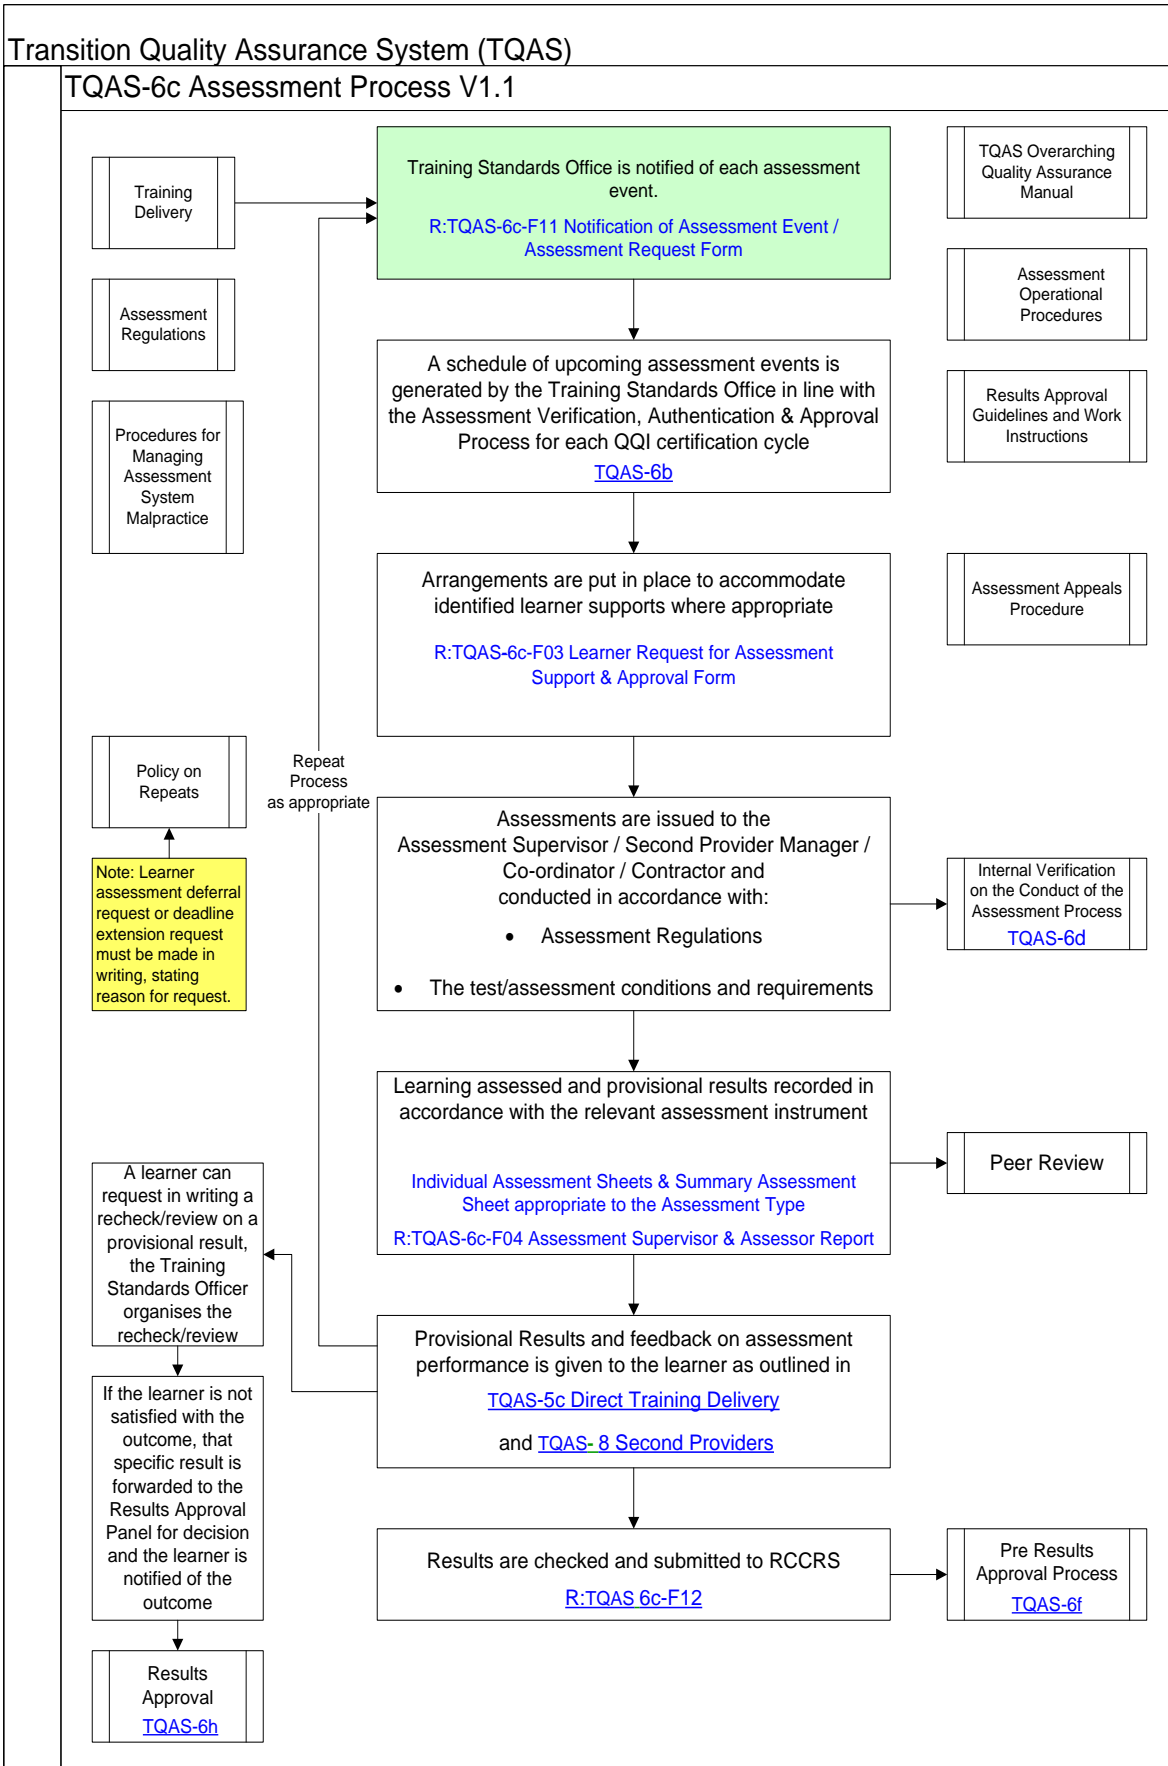 Transition Quality Assurance System (TQAS)
TQAS-6c Assessment Process V1.1
Training
Delivery
Training Standards Office is notified of each assessment
event.
R:TQAS-6c-F11 Notification of Assessment Event /
Assessment Request Form
TQAS Overarching
Quality Assurance
Manual
Assessment
Regulations
Assessment
Operational
Procedures
A schedule of upcoming assessment events is
generated by the Training Standards Office in line with
the Assessment Verification, Authentication & Approval
Process for each QQI certification cycle
TQAS-6b
Procedures for
Managing
Assessment
System
Malpractice
Results Approval
Guidelines and Work
Instructions
Arrangements are put in place to accommodate
identified learner supports where appropriate
R:TQAS-6c-F03 Learner Request for Assessment
Support & Approval Form
Assessment Appeals
Procedure
Policy on
Repeats
Repeat
Process
as appropriate
Note: Learner
assessment deferral
request or deadline
extension request
must be made in
writing, stating
reason for request.
Assessments are issued to the
Assessment Supervisor / Second Provider Manager /
Co-ordinator / Contractor and
conducted in accordance with:
• Assessment Regulations
• The test/assessment conditions and requirements
Internal Verification
on the Conduct of the
Assessment Process
TQAS-6d
Learning assessed and provisional results recorded in
accordance with the relevant assessment instrument
Individual Assessment Sheets & Summary Assessment
Sheet appropriate to the Assessment Type
R:TQAS-6c-F04 Assessment Supervisor & Assessor Report
Peer Review
A learner can
request in writing a
recheck/review on a
provisional result,
the Training
Standards Officer
organises the
recheck/review
Provisional Results and feedback on assessment
performance is given to the learner as outlined in
TQAS-5c Direct Training Delivery
and TQAS- 8 Second Providers
If the learner is not
satisfied with the
outcome, that
specific result is
forwarded to the
Results Approval
Panel for decision
and the learner is
notified of the
outcome
Results are checked and submitted to RCCRS
R:TQAS 6c-F12
Pre Results
Approval Process
TQAS-6f
Results
Approval
TQAS-6h